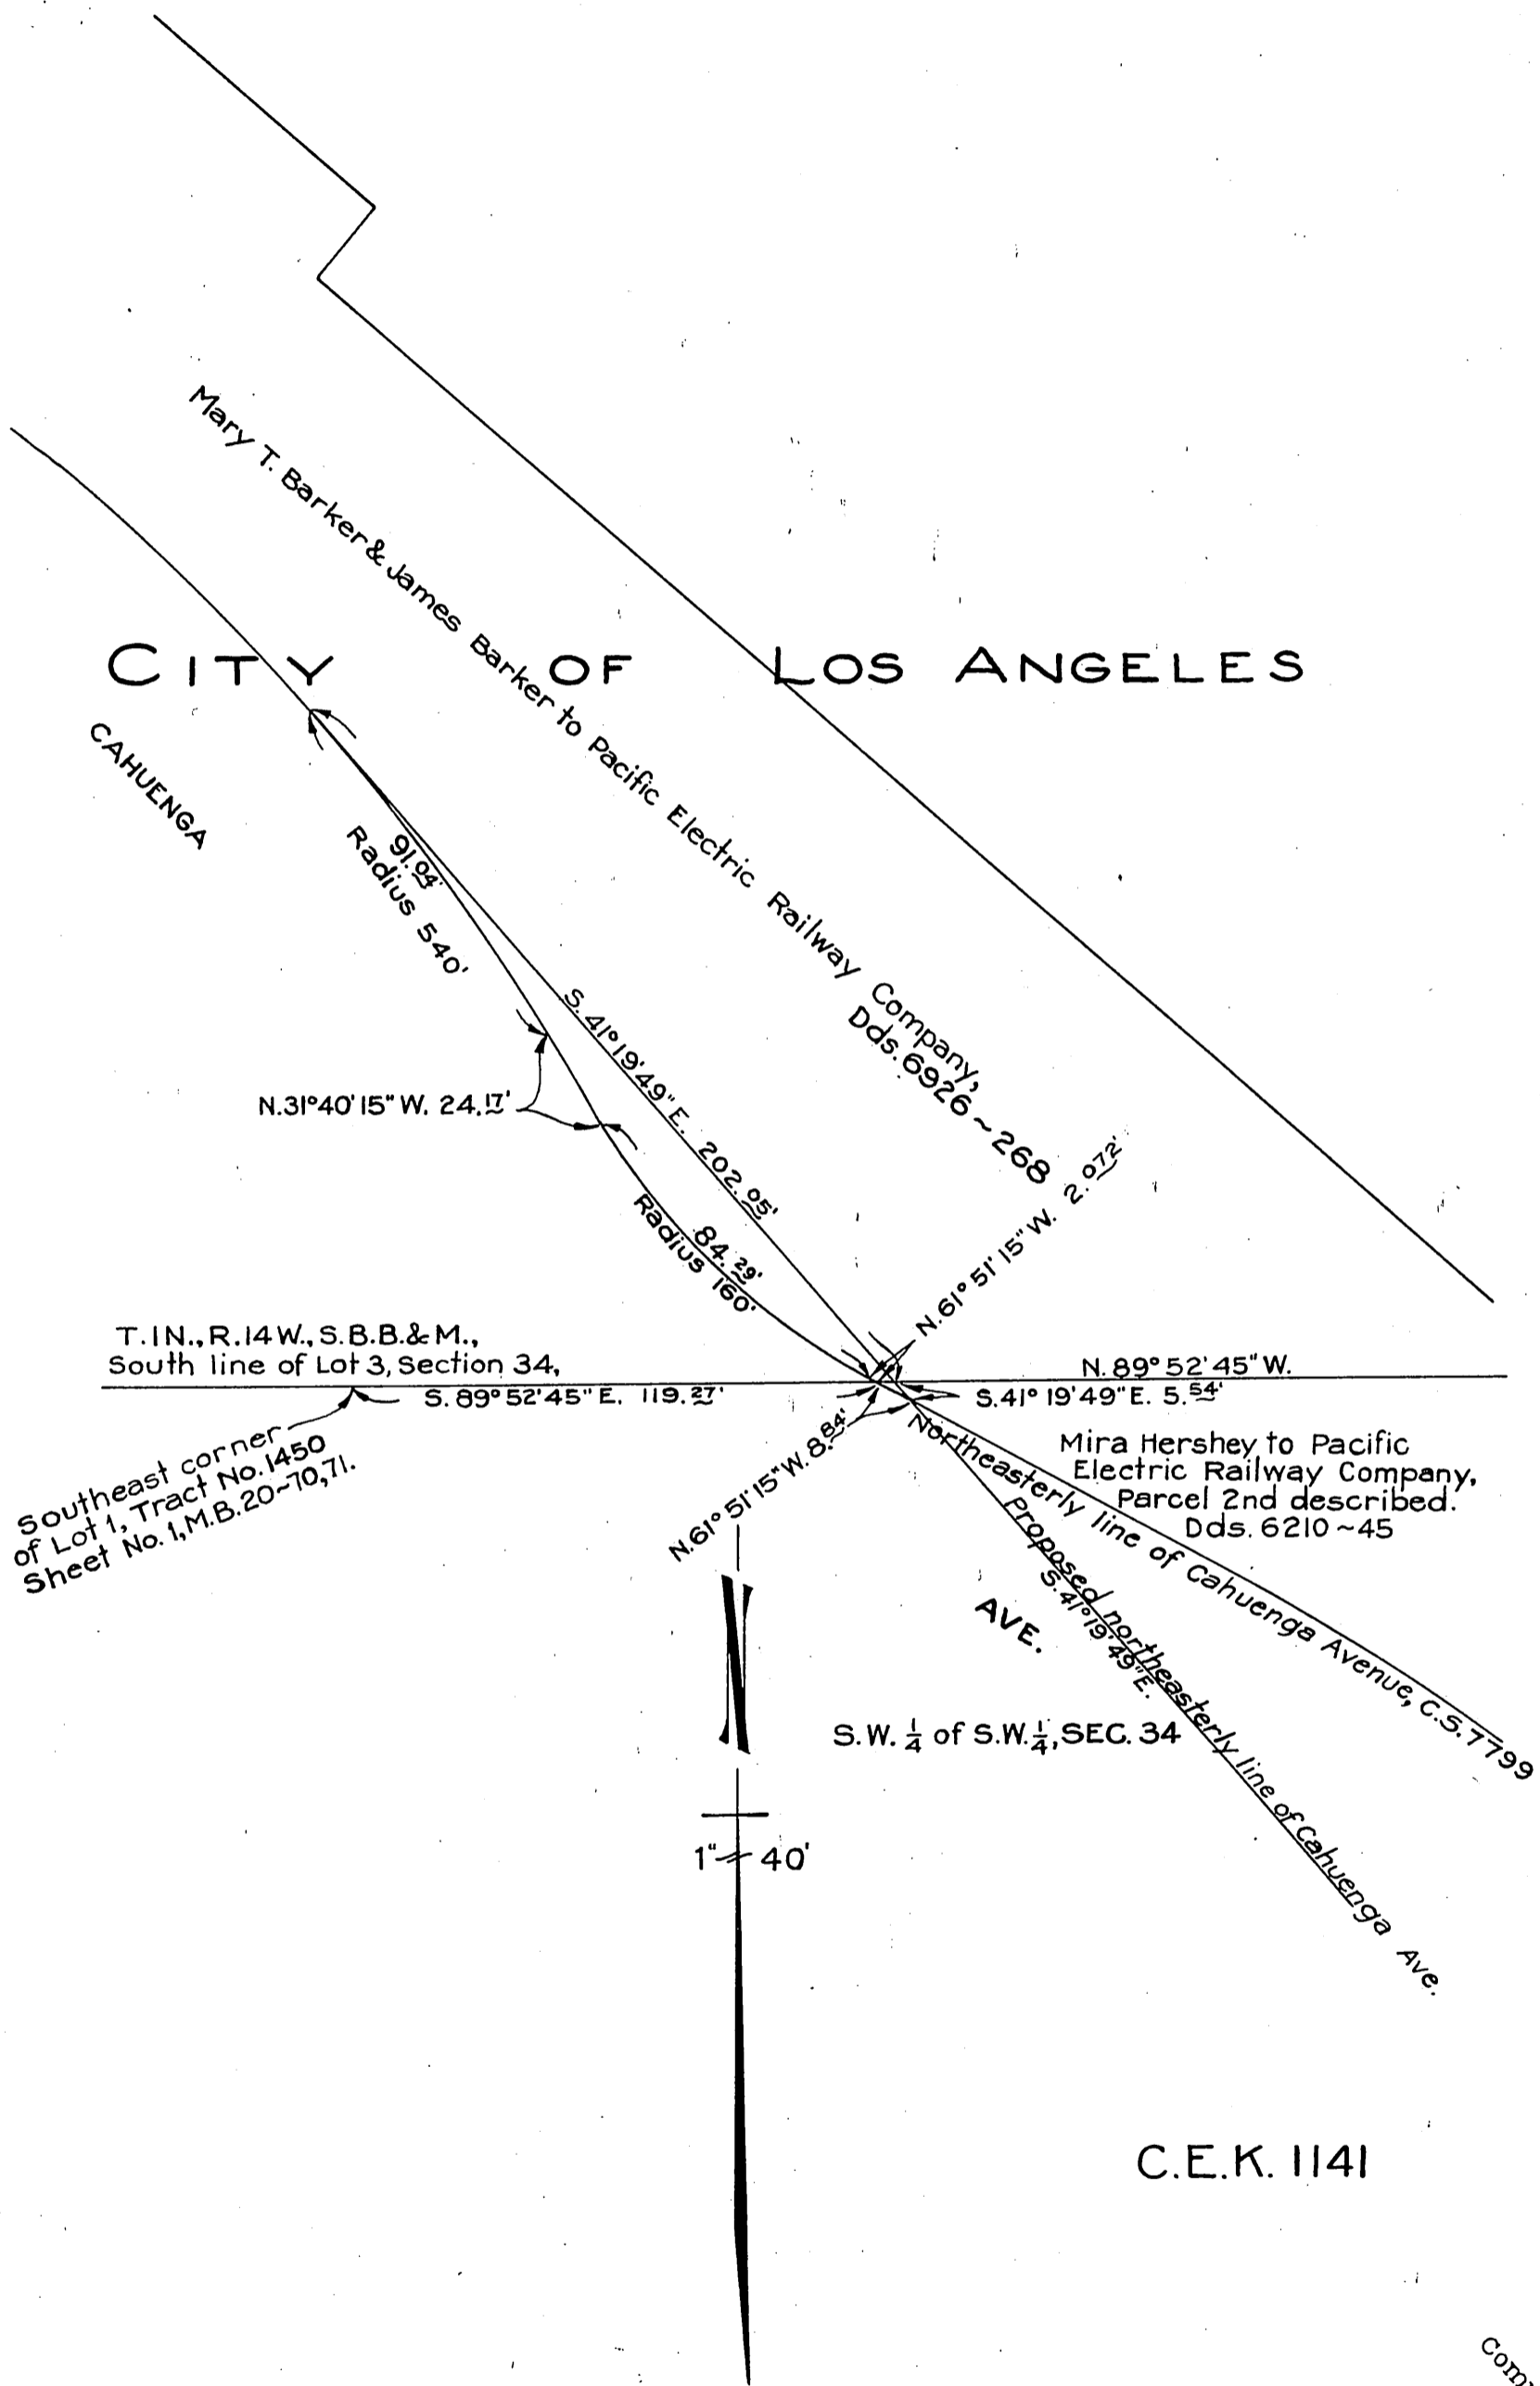 Mary T. Barker & James Barker to Pacific Electric Railway Company,
Dds. 6926~268
CITY OF LOS ANGELES
CAHUENGA
91.04'
Radius 540'
S. 41° 19' 49" E. 202.05'
N. 31° 40' 15" W. 24.17'
84.29'
Radius 160'
N. 61° 51' 15" W. 2.072'
T. 1 N., R. 14 W., S. B. B. & M.,
South line of Lot 3, Section 34,
N. 89° 52' 45" W.
S. 89° 52' 45" E. 119.27'
S. 41° 19' 49" E. 5.54'
Southeast corner
of Lot 1, Tract No. 1450
Sheet No. 1, M.B. 20~70,71.
N. 61° 51' 15" W. 8.84'
Mira Hershey to Pacific
Electric Railway Company,
Parcel 2nd described.
Dds. 6210~45
Northeasterly line of Cahuenga Avenue, C.S. 7799
Proposed northeasterly line of Cahuenga Ave.
S. 41° 19' 49" E.
AVE.
S.W. 1/4 of S.W. 1/4, SEC. 34
N
1" = 40'
C.E.K. 1141